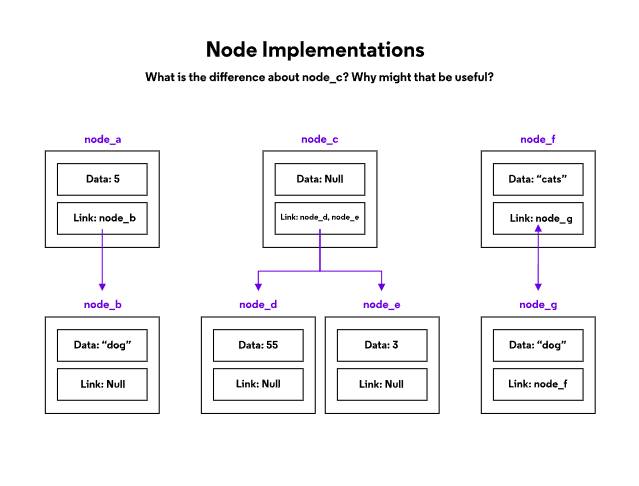 Node Implementations
What is the difference about node_c? Why might that be useful?
node_a
node_c
node_f
Data: 5
Data: Null
Data: “cats”
Link: node_b
Link: node_d, node_e
Link: node_g
node_b
node_d
node_e
node_g
Data: “dog”
Data: 55
Data: 3
Data: “dog”
Link: Null
Link: Null
Link: Null
Link: node_f